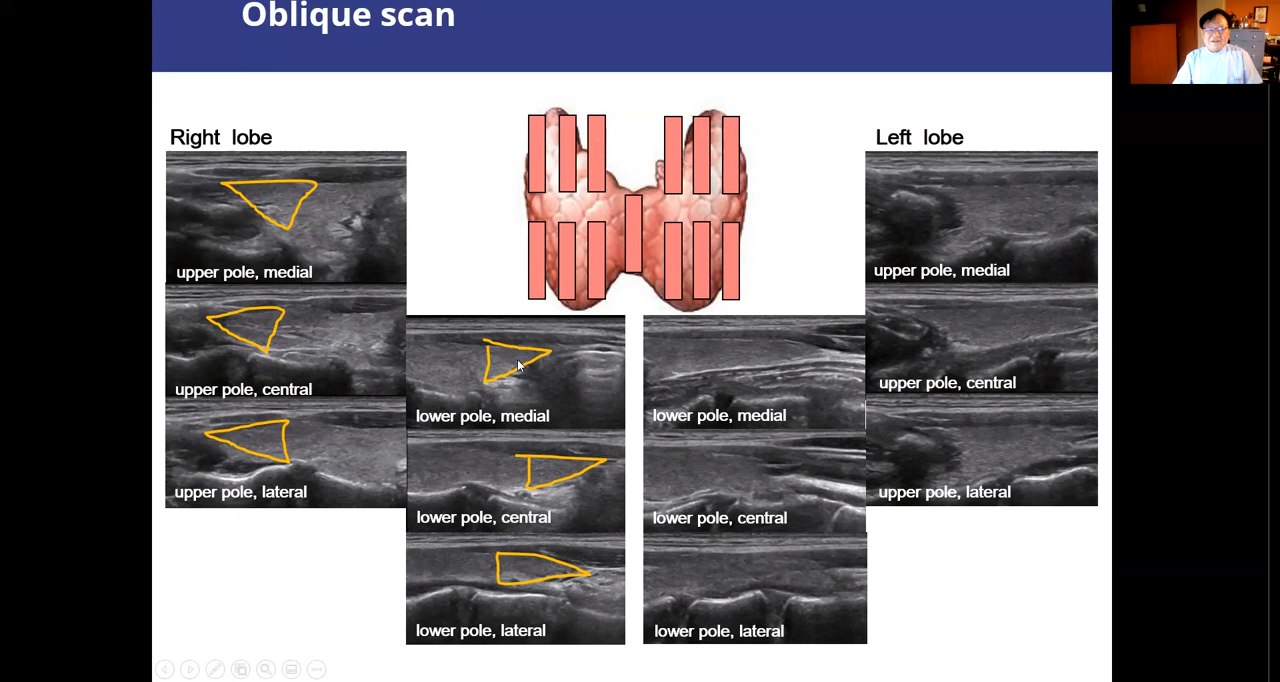 Oblique scan
Right lobe
Left lobe
upper pole, medial
upper pole, central
upper pole, lateral
lower pole, medial
lower pole, central
lower pole, lateral
lower pole, medial
lower pole, central
lower pole, lateral
upper pole, medial
upper pole, central
upper pole, lateral